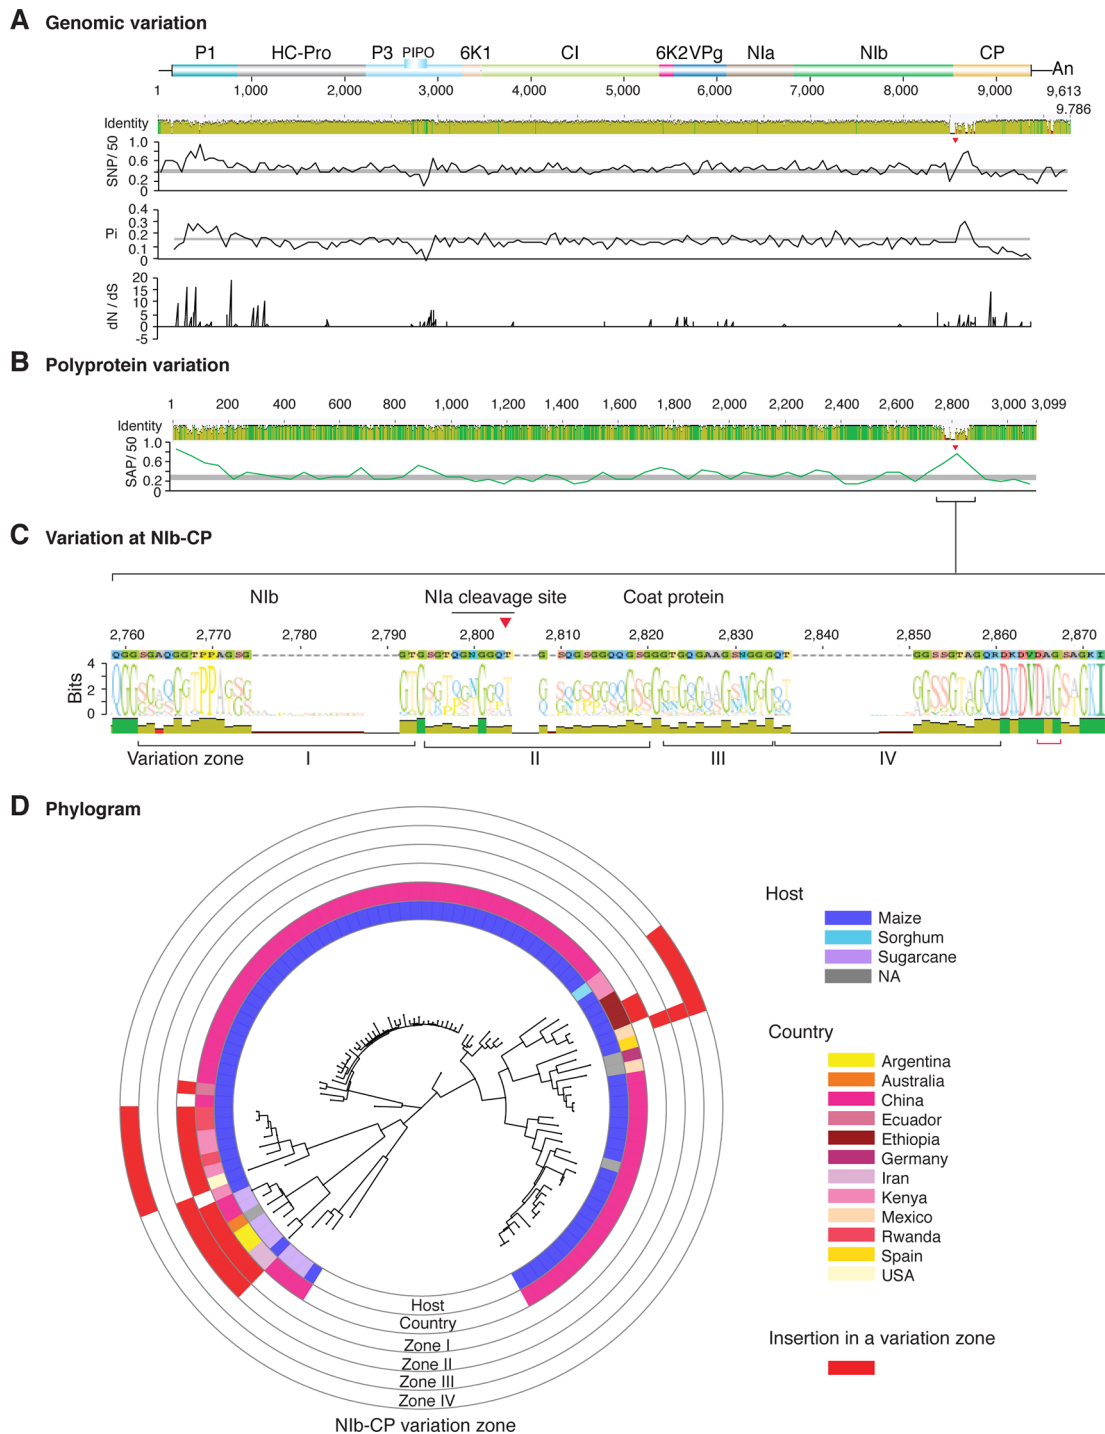 A Genomic variation
P1 HC-Pro P3 PIPO 6K1 CI 6K2 VPg NIa NIb CP An
1 1,000 2,000 3,000 4,000 5,000 6,000 7,000 8,000 9,000 9,613
9.786
Identity
SNP/ 50
1.0
0.6
0.2
0
Pi
0.4
0.3
0.2
0.1
0
dN / dS
20
15
10
5
0
-5
B Polyprotein variation
1 200 400 600 800 1,000 1,200 1,400 1,600 1,800 2,000 2,200 2,400 2,600 2,800 3,000 3,099
Identity
SAP/ 50
1.0
0.6
0.2
0
C Variation at NIb-CP
NIb NIa cleavage site Coat protein
2,760 2,770 2,780 2,790 2,800 2,810 2,820 2,830 2,840 2,850 2,860 2,870
QGGSGAQGGTPPAGSG GTGSGTQGNGGQT G SQGSGGQQGSGGTGQGAAGSNGGGQT GGSSGTAGQRDKDVDAGSAGKI
Bits
4
2
0
Variation zone I II III IV
D Phylogram
Host
Maize
Sorghum
Sugarcane
NA
Country
Argentina
Australia
China
Ecuador
Ethiopia
Germany
Iran
Kenya
Mexico
Rwanda
Spain
USA
Insertion in a variation zone
Host
Country
Zone I
Zone II
Zone III
Zone IV
NIb-CP variation zone